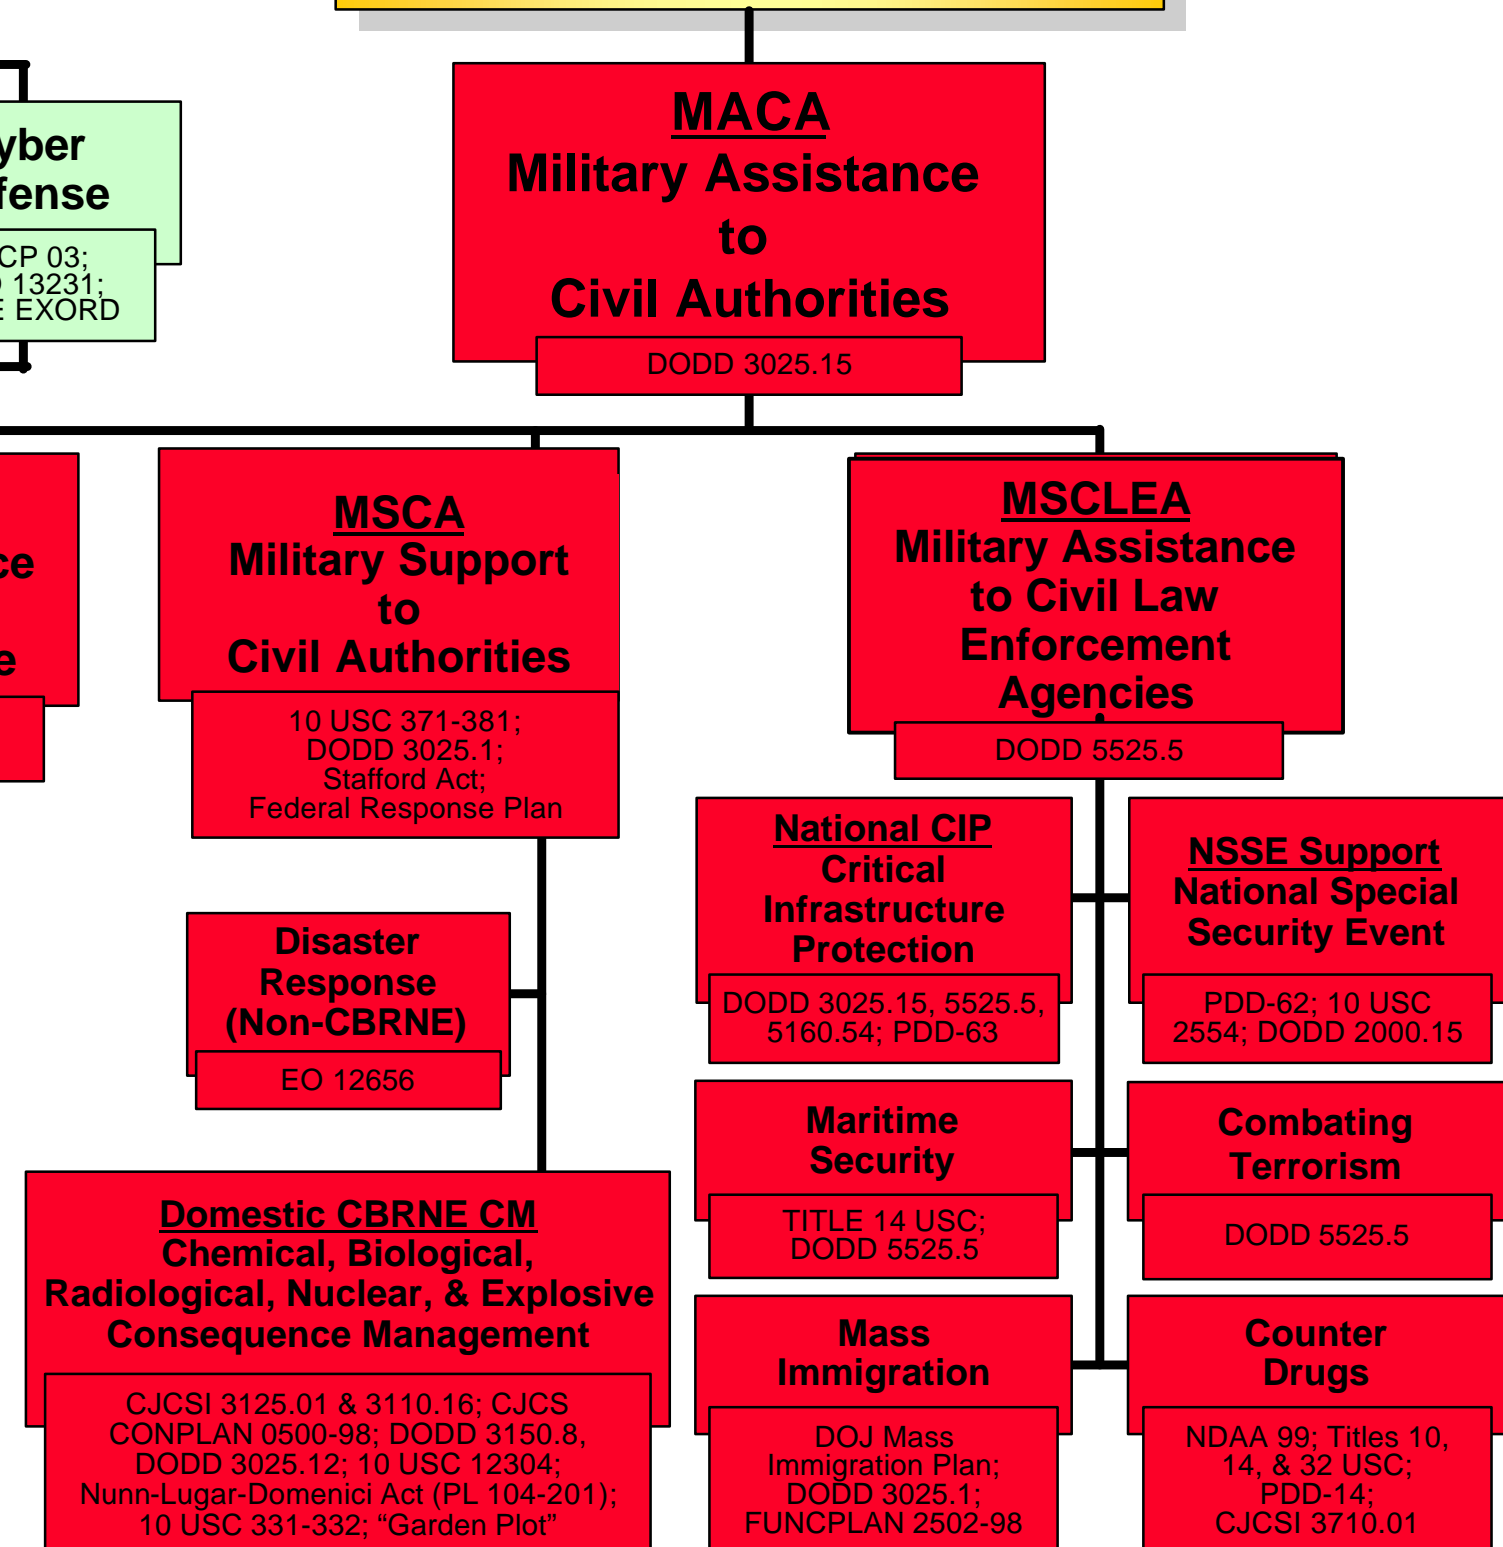 MACA
Military Assistance
to
Civil Authorities
DODD 3025.15
yber
fense
CP 03;
13231;
EXORD
ce
e
MSCA
Military Support
to
Civil Authorities
10 USC 371-381;
DODD 3025.1;
Stafford Act;
Federal Response Plan
Disaster
Response
(Non-CBRNE)
EO 12656
Domestic CBRNE CM
Chemical, Biological,
Radiological, Nuclear, & Explosive
Consequence Management
CJCSI 3125.01 & 3110.16; CJCS
CONPLAN 0500-98; DODD 3150.8,
DODD 3025.12; 10 USC 12304;
Nunn-Lugar-Domenici Act (PL 104-201);
10 USC 331-332; “Garden Plot”
MSCLEA
Military Assistance
to Civil Law
Enforcement
Agencies
DODD 5525.5
National CIP
Critical
Infrastructure
Protection
DODD 3025.15, 5525.5,
5160.54; PDD-63
NSSE Support
National Special
Security Event
PDD-62; 10 USC
2554; DODD 2000.15
Maritime
Security
TITLE 14 USC;
DODD 5525.5
Combating
Terrorism
DODD 5525.5
Mass
Immigration
DOJ Mass
Immigration Plan;
DODD 3025.1;
FUNCPLAN 2502-98
Counter
Drugs
NDAA 99; Titles 10,
14, & 32 USC;
PDD-14;
CJCSI 3710.01